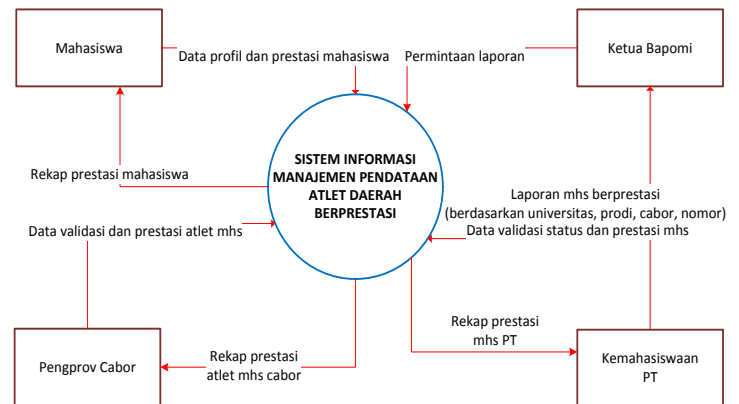 Mahasiswa
Data profil dan prestasi mahasiswa
Permintaan laporan
Ketua Bapomi
SISTEM INFORMASI
MANAJEMEN PENDATAAN
ATLET DAERAH
BERPRESTASI
Rekap prestasi mahasiswa
Data validasi dan prestasi atlet mhs
Laporan mhs berprestasi
(berdasarkan universitas, prodi, cabor, nomor)
Data validasi status dan prestasi mhs
Pengprov Cabor
Rekap prestasi
atlet mhs cabor
Rekap prestasi
mhs PT
Kemahasiswaan
PT